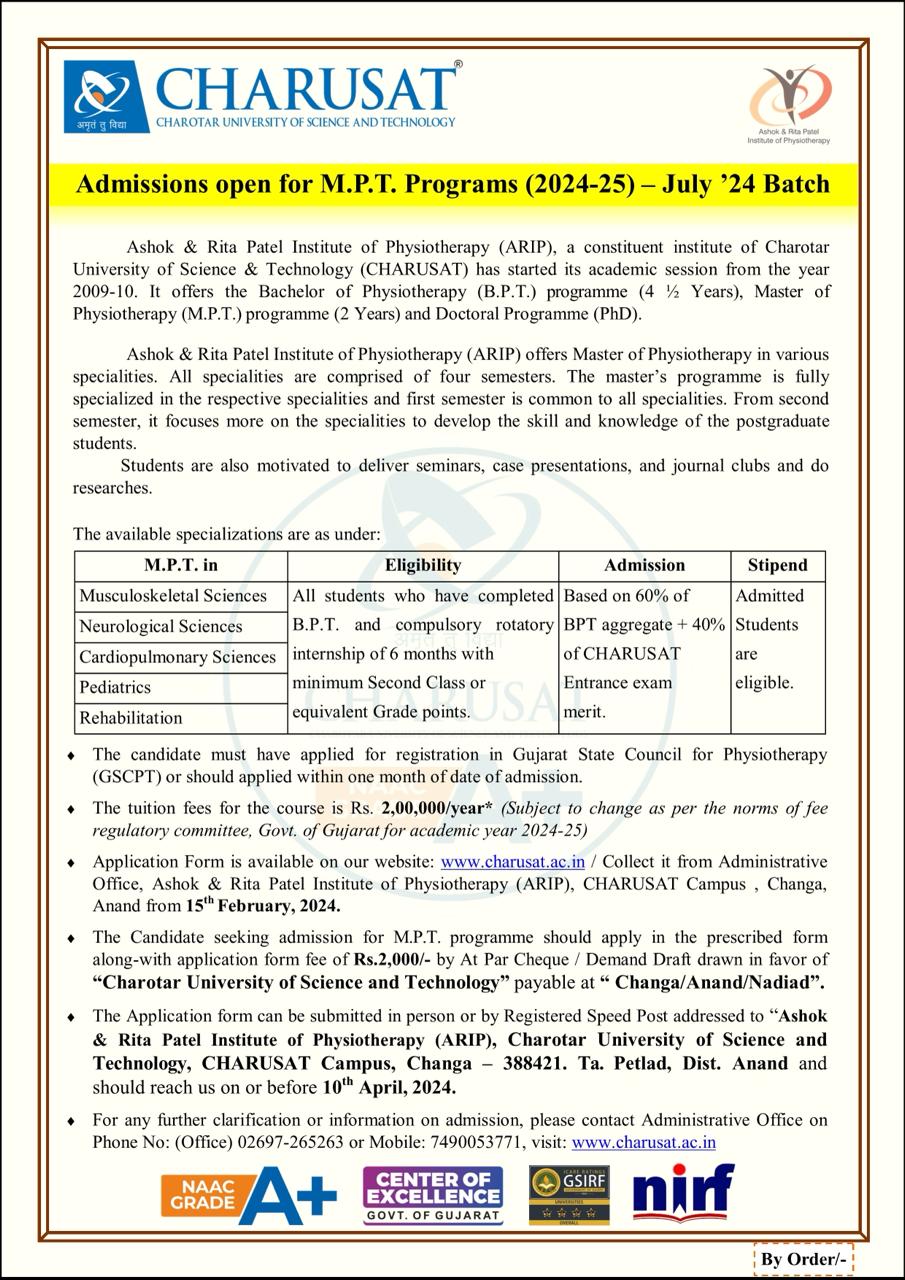 CHARUSAT®
अमृतं तु विद्या
CHAROTAR UNIVERSITY OF SCIENCE AND TECHNOLOGY
Ashok & Rita Patel
Institute of Physiotherapy
Admissions open for M.P.T. Programs (2024-25) – July ’24 Batch
Ashok & Rita Patel Institute of Physiotherapy (ARIP), a constituent institute of Charotar
University of Science & Technology (CHARUSAT) has started its academic session from the year
2009-10. It offers the Bachelor of Physiotherapy (B.P.T.) programme (4 ½ Years), Master of
Physiotherapy (M.P.T.) programme (2 Years) and Doctoral Programme (PhD).
Ashok & Rita Patel Institute of Physiotherapy (ARIP) offers Master of Physiotherapy in various
specialities. All specialities are comprised of four semesters. The master’s programme is fully
specialized in the respective specialities and first semester is common to all specialities. From second
semester, it focuses more on the specialities to develop the skill and knowledge of the postgraduate
students.
Students are also motivated to deliver seminars, case presentations, and journal clubs and do
researches.
The available specializations are as under:
M.P.T. in Eligibility Admission Stipend
Musculoskeletal Sciences All students who have completed Based on 60% of Admitted
Neurological Sciences B.P.T. and compulsory rotatory BPT aggregate + 40% Students
Cardiopulmonary Sciences internship of 6 months with of CHARUSAT are
Pediatrics minimum Second Class or Entrance exam eligible.
Rehabilitation equivalent Grade points. merit.
♦ The candidate must have applied for registration in Gujarat State Council for Physiotherapy
(GSCPT) or should applied within one month of date of admission.
♦ The tuition fees for the course is Rs. 2,00,000/year* (Subject to change as per the norms of fee
regulatory committee, Govt. of Gujarat for academic year 2024-25)
♦ Application Form is available on our website: www.charusat.ac.in / Collect it from Administrative
Office, Ashok & Rita Patel Institute of Physiotherapy (ARIP), CHARUSAT Campus , Changa,
Anand from 15th February, 2024.
♦ The Candidate seeking admission for M.P.T. programme should apply in the prescribed form
along-with application form fee of Rs.2,000/- by At Par Cheque / Demand Draft drawn in favor of
“Charotar University of Science and Technology” payable at “ Changa/Anand/Nadiad”.
♦ The Application form can be submitted in person or by Registered Speed Post addressed to “Ashok
& Rita Patel Institute of Physiotherapy (ARIP), Charotar University of Science and
Technology, CHARUSAT Campus, Changa – 388421. Ta. Petlad, Dist. Anand and
should reach us on or before 10th April, 2024.
♦ For any further clarification or information on admission, please contact Administrative Office on
Phone No: (Office) 02697-265263 or Mobile: 7490053771, visit: www.charusat.ac.in
NAAC
GRADE A+
CENTER OF
EXCELLENCE
GOVT. OF GUJARAT
GSIRF
UNIVERSITIES
OVERALL
nirf
By Order/-